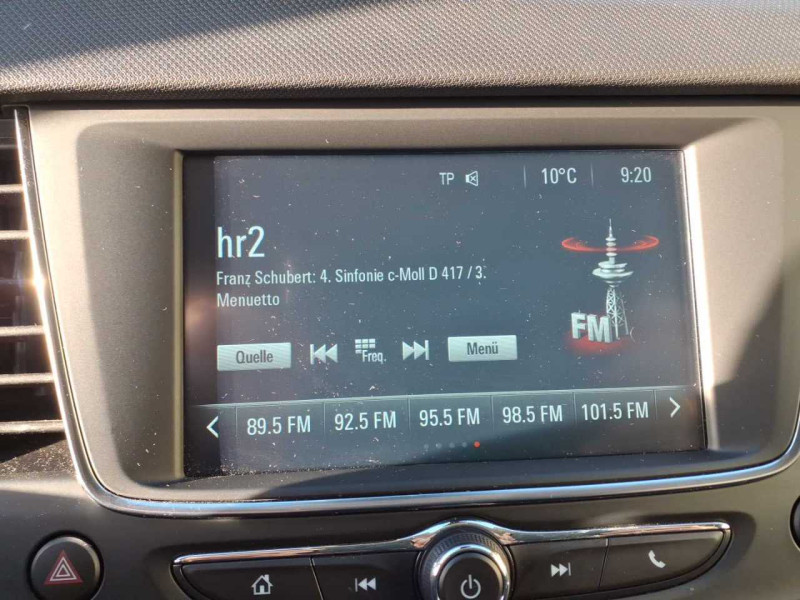 TP 10°C 9:20
hr2
Franz Schubert: 4. Sinfonie c-Moll D 417 / 3.
Menuetto
FM
Quelle Freq. Menü
89.5 FM 92.5 FM 95.5 FM 98.5 FM 101.5 FM